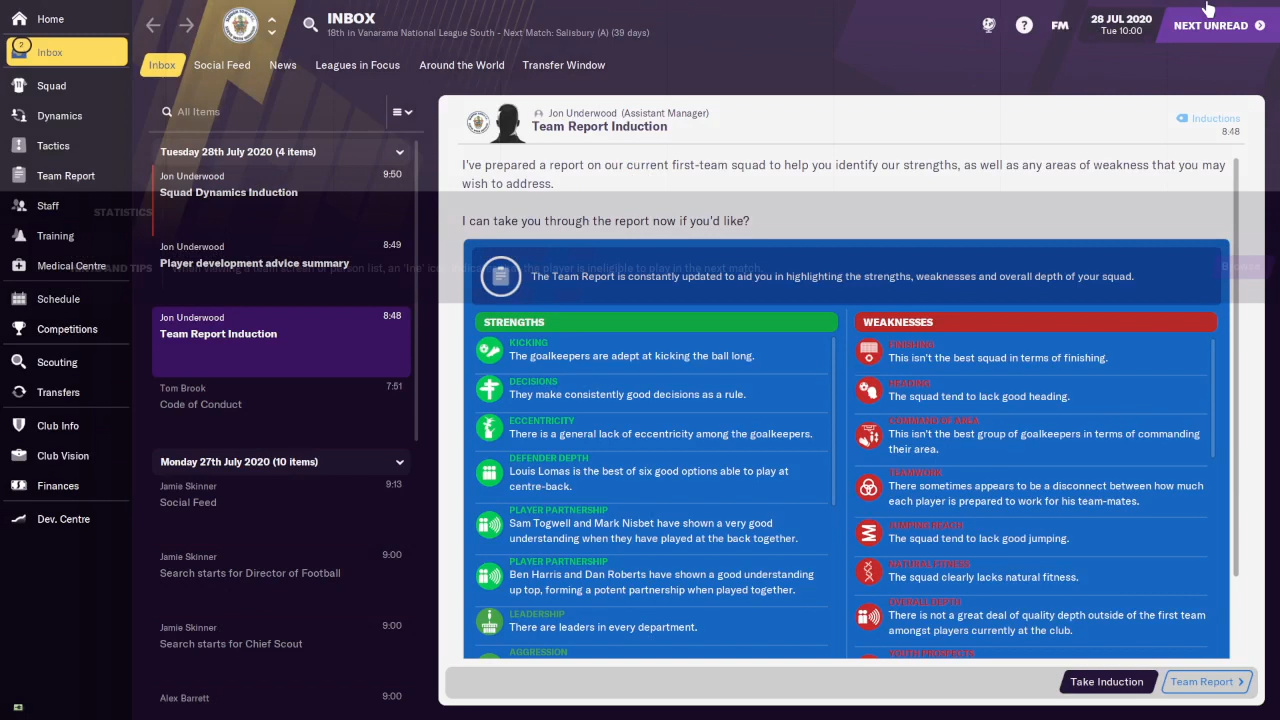 Home
2
Inbox
Squad
Dynamics
Tactics
Team Report
Staff
Training
Medical Centre
Schedule
Competitions
Scouting
Transfers
Club Info
Club Vision
Finances
Dev. Centre
INBOX
18th in Vanarama National League South - Next Match: Salisbury (A) (39 days)
FM
28 JUL 2020
Tue 10:00
NEXT UNREAD
Inbox
Social Feed
News
Leagues in Focus
Around the World
Transfer Window
All Items
Tuesday 28th July 2020 (4 items)
Jon Underwood 9:50
Squad Dynamics Induction
STATISTICS
Jon Underwood 8:49
Player development advice summary
Jon Underwood 8:48
Team Report Induction
Tom Brook 7:51
Code of Conduct
Monday 27th July 2020 (10 items)
Jamie Skinner 9:13
Social Feed
Jamie Skinner 9:00
Search starts for Director of Football
Jamie Skinner 9:00
Search starts for Chief Scout
Alex Barrett 9:00
Jon Underwood (Assistant Manager)
Team Report Induction
Inductions
8:48
I've prepared a report on our current first-team squad to help you identify our strengths, as well as any areas of weakness that you may
wish to address.
I can take you through the report now if you'd like?
The Team Report is constantly updated to aid you in highlighting the strengths, weaknesses and overall depth of your squad.
STRENGTHS
KICKING
The goalkeepers are adept at kicking the ball long.
DECISIONS
They make consistently good decisions as a rule.
ECCENTRICITY
There is a general lack of eccentricity among the goalkeepers.
DEFENDER DEPTH
Louis Lomas is the best of six good options able to play at
centre-back.
PLAYER PARTNERSHIP
Sam Togwell and Mark Nisbet have shown a very good
understanding when they have played at the back together.
PLAYER PARTNERSHIP
Ben Harris and Dan Roberts have shown a good understanding
up top, forming a potent partnership when played together.
LEADERSHIP
There are leaders in every department.
AGGRESSION
WEAKNESSES
FINISHING
This isn't the best squad in terms of finishing.
HEADING
The squad tend to lack good heading.
COMMAND OF AREA
This isn't the best group of goalkeepers in terms of commanding
their area.
TEAMWORK
There sometimes appears to be a disconnect between how much
each player is prepared to work for his team-mates.
JUMPING REACH
The squad tend to lack good jumping.
NATURAL FITNESS
The squad clearly lacks natural fitness.
OVERALL DEPTH
There is not a great deal of quality depth outside of the first team
amongst players currently at the club.
YOUTH PROSPECTS
Take Induction
Team Report